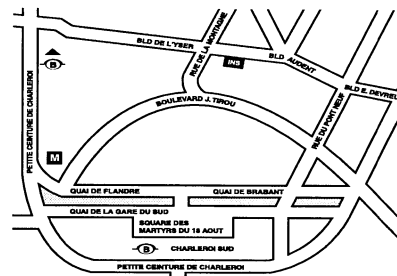 BLD DE L'YSER
RUE DE LA MONTAGNE
INS
BLD AUDENT
BLD E. DEVREU
B
PETITE CEINTURE DE CHARLEROI
BOULEVARD J. TIROU
RUE DU PONT NEUF
M
QUAI DE FLANDRE
QUAI DE BRABANT
QUAI DE LA GARE DU SUD
SQUARE DES
MARTYRS DU 18 AOUT
B
CHARLEROI SUD
PETITE CEINTURE DE CHARLEROI